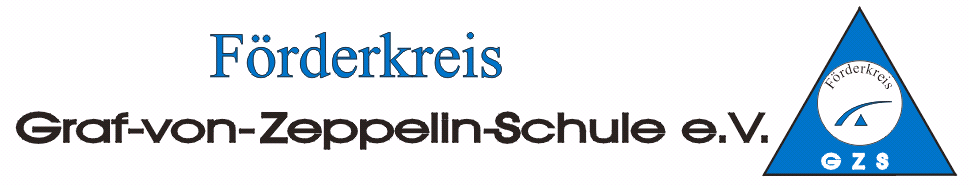 Förderkreis
Graf-von-Zeppelin-Schule e.V.
Förderkreis
G Z S